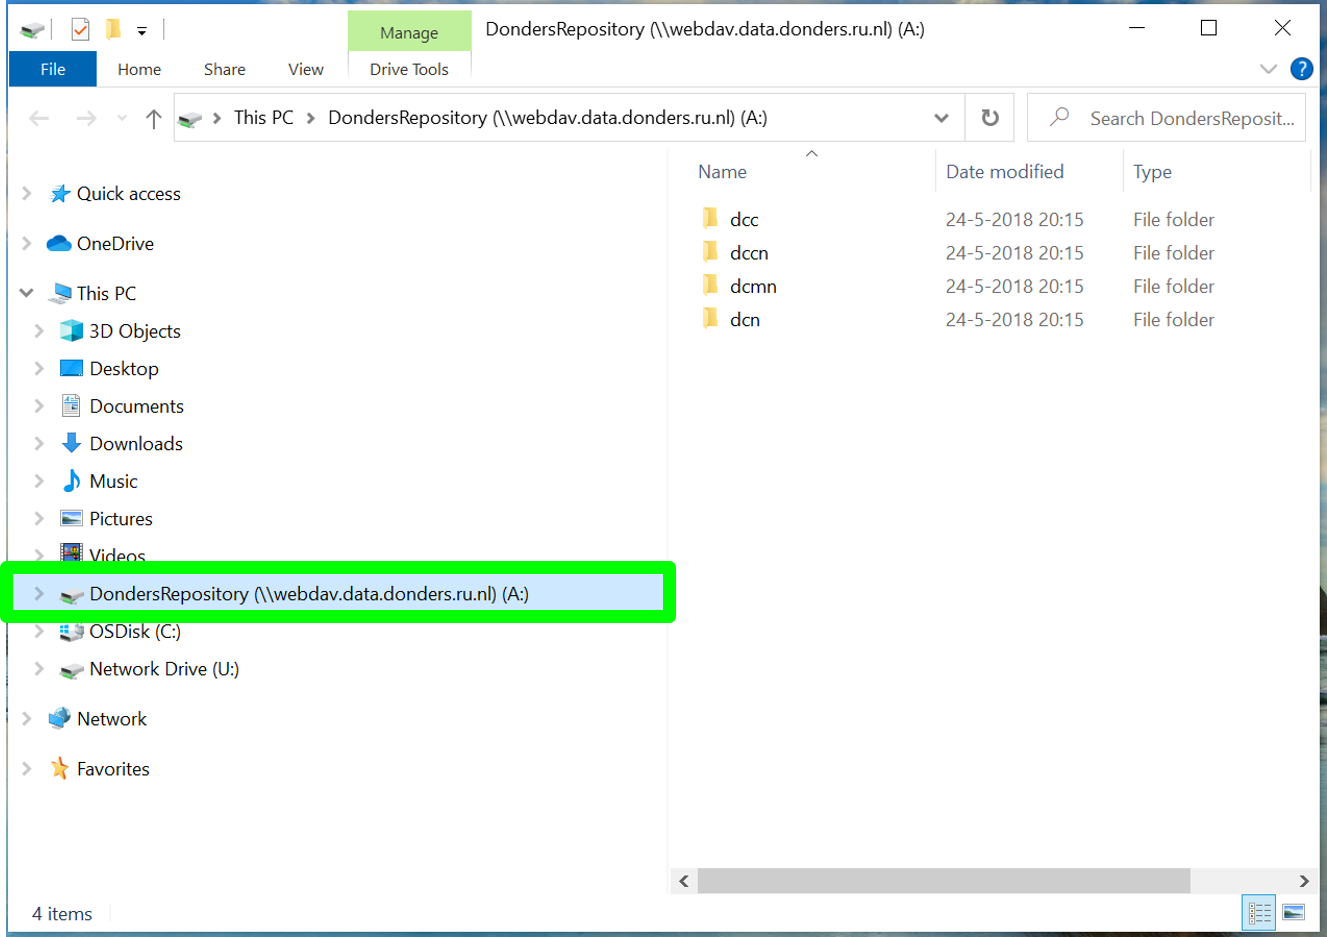 Manage
DondersRepository (\\webdav.data.donders.ru.nl) (A:)
File
Home
Share
View
Drive Tools
?
This PC
DondersRepository (\\webdav.data.donders.ru.nl) (A:)
Search DondersReposit...
Quick access
OneDrive
This PC
3D Objects
Desktop
Documents
Downloads
Music
Pictures
Videos
DondersRepository (\\webdav.data.donders.ru.nl) (A:)
OSDisk (C:)
Network Drive (U:)
Network
Favorites
Name Date modified Type
dcc 24-5-2018 20:15 File folder
dccn 24-5-2018 20:15 File folder
dcmn 24-5-2018 20:15 File folder
dcn 24-5-2018 20:15 File folder
4 items